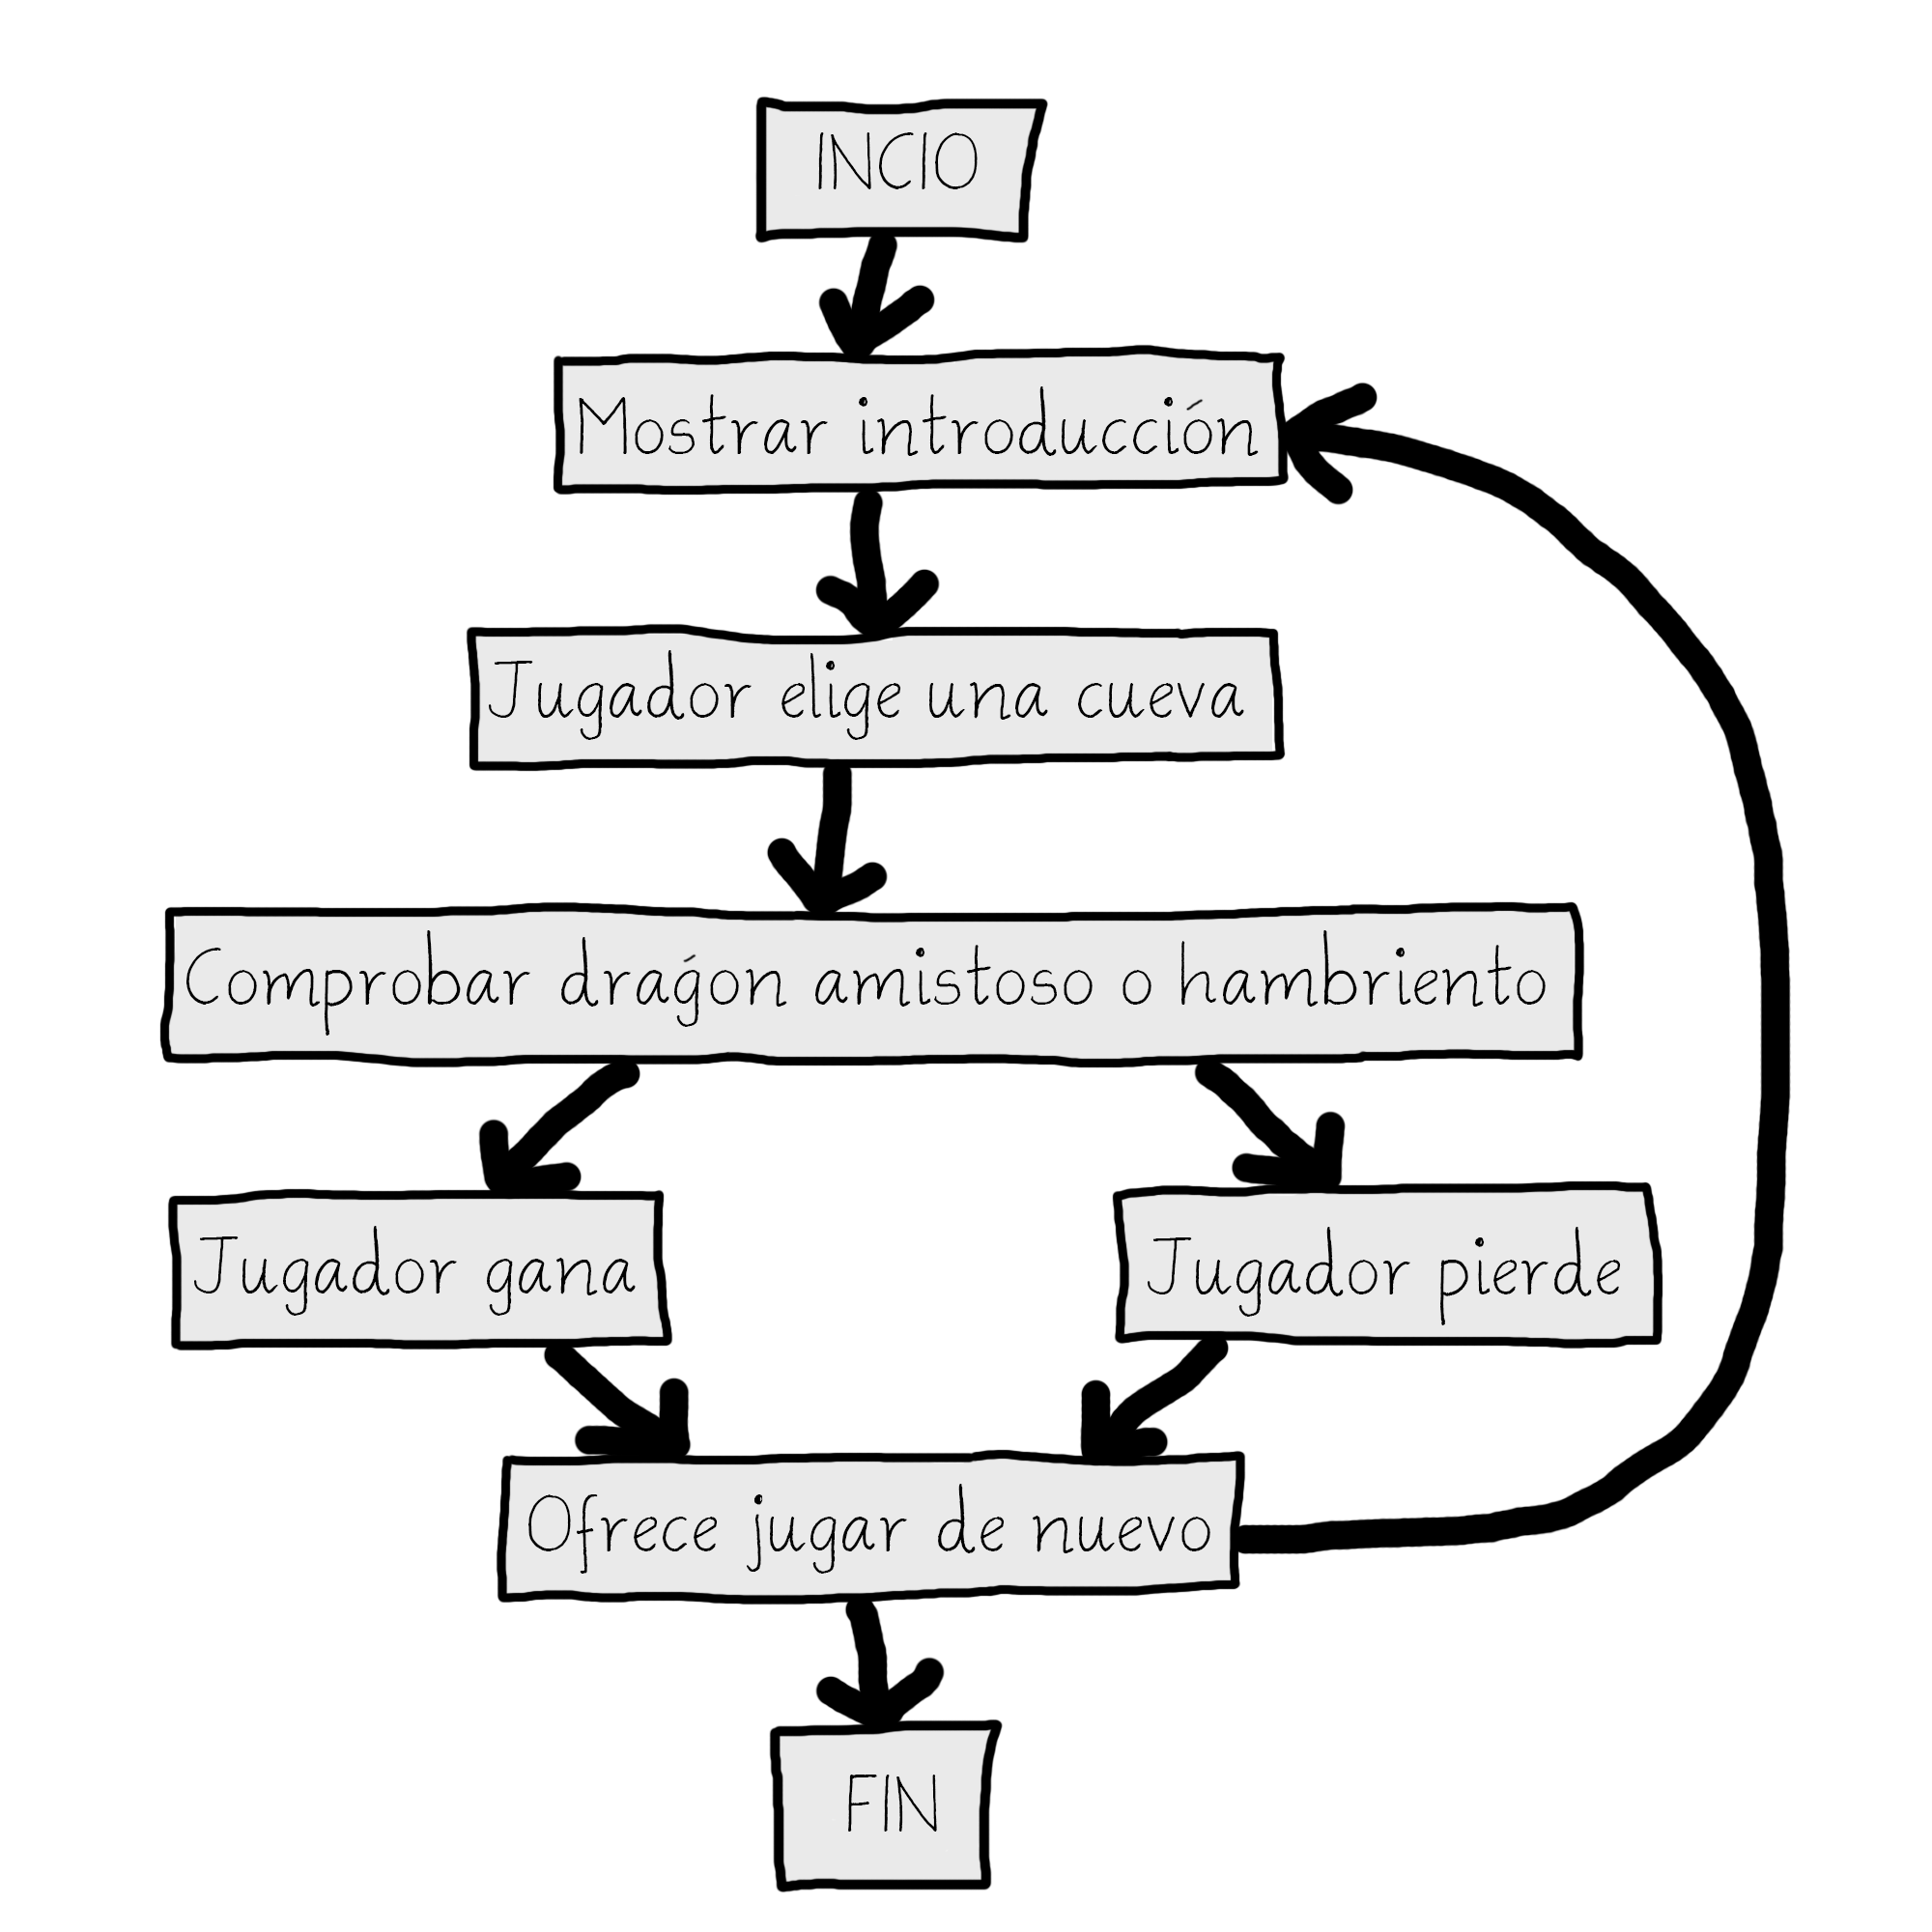 INCIO
Mostrar introducción
Jugador elige una cueva
Comprobar draǵon amistoso o hambriento
Jugador gana
Jugador pierde
Ofrece jugar de nuevo
FIN